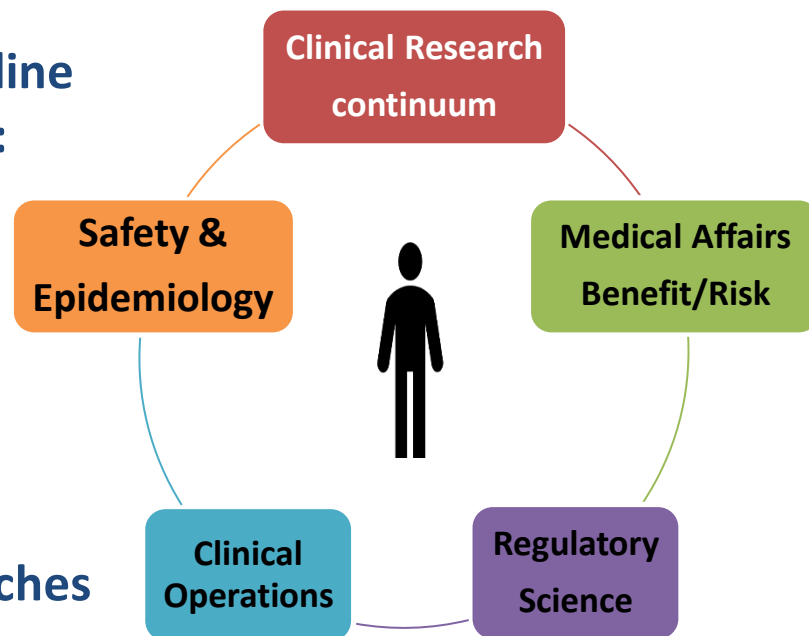 Clinical Research
continuum
line
:
Safety &
Epidemiology
Medical Affairs
Benefit/Risk
Clinical
Operations
Regulatory
Science
ches